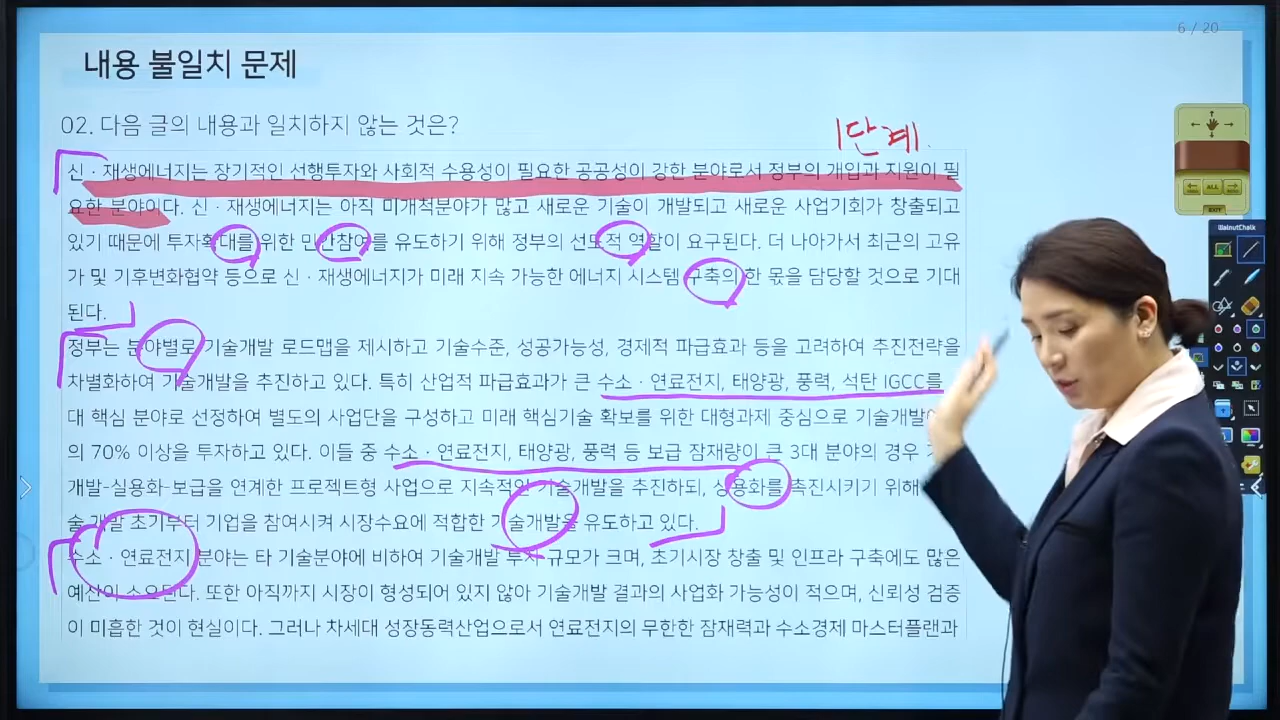 6 / 20
내용 불일치 문제
02. 다음 글의 내용과 일치하지 않는 것은?
1단계.
신 · 재생에너지는 장기적인 선행투자와 사회적 수용성이 필요한 공공성이 강한 분야로서 정부의 개입과 지원이 필
요한 분야이다. 신 · 재생에너지는 아직 미개척분야가 많고 새로운 기술이 개발되고 새로운 사업기회가 창출되고
있기 때문에 투자확대를 위한 민간참여를 유도하기 위해 정부의 선도적 역할이 요구된다. 더 나아가서 최근의 고유
가 및 기후변화협약 등으로 신 · 재생에너지가 미래 지속 가능한 에너지 시스템 구축의 한 몫을 담당할 것으로 기대
된다.
정부는 분야별로 기술개발 로드맵을 제시하고 기술수준, 성공가능성, 경제적 파급효과 등을 고려하여 추진전략을
차별화하여 기술개발을 추진하고 있다. 특히 산업적 파급효과가 큰 수소 · 연료전지, 태양광, 풍력, 석탄 IGCC를
대 핵심 분야로 선정하여 별도의 사업단을 구성하고 미래 핵심기술 확보를 위한 대형과제 중심으로 기술개발
의 70% 이상을 투자하고 있다. 이들 중 수소 · 연료전지, 태양광, 풍력 등 보급 잠재량이 큰 3대 분야의 경우
개발-실용화-보급을 연계한 프로젝트형 사업으로 지속적인 기술개발을 추진하되, 상용화를 촉진시키기 위해
술 개발 초기부터 기업을 참여시켜 시장수요에 적합한 기술개발을 유도하고 있다.
수소 · 연료전지 분야는 타 기술분야에 비하여 기술개발 투자 규모가 크며, 초기시장 창출 및 인프라 구축에도 많은
예산이 소요된다. 또한 아직까지 시장이 형성되어 있지 않아 기술개발 결과의 사업화 가능성이 적으며, 신뢰성 검증
이 미흡한 것이 현실이다. 그러나 차세대 성장동력산업으로서 연료전지의 무한한 잠재력과 수소경제 마스터플랜과
ALL
WalnutChalk